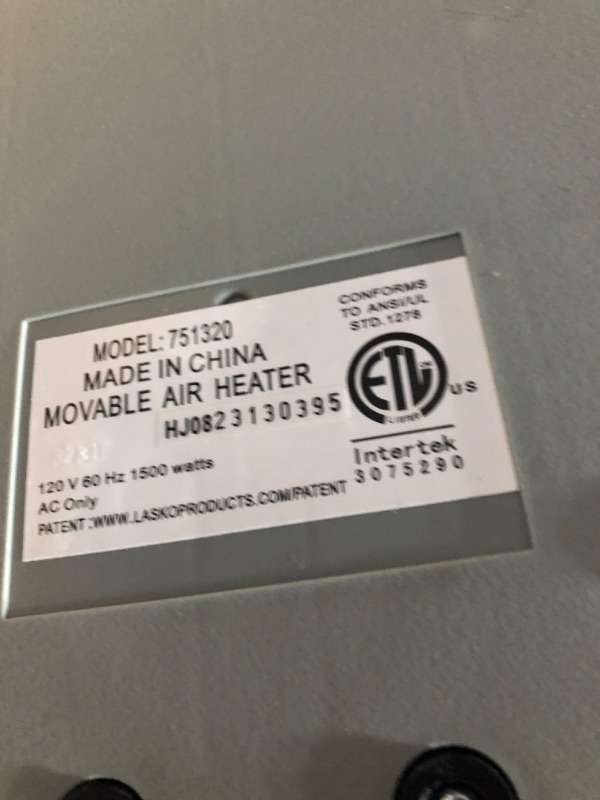 MODEL: 751320
MADE IN CHINA
MOVABLE AIR HEATER
HJ0823130395
120 V 60 Hz 1500 watts
AC Only
PATENT:WWW.LASKOPRODUCTS.COM/PATENT
CONFORMS
TO ANSI/UL
STD.1278
ETL
LISTED
us
Intertek
3075290